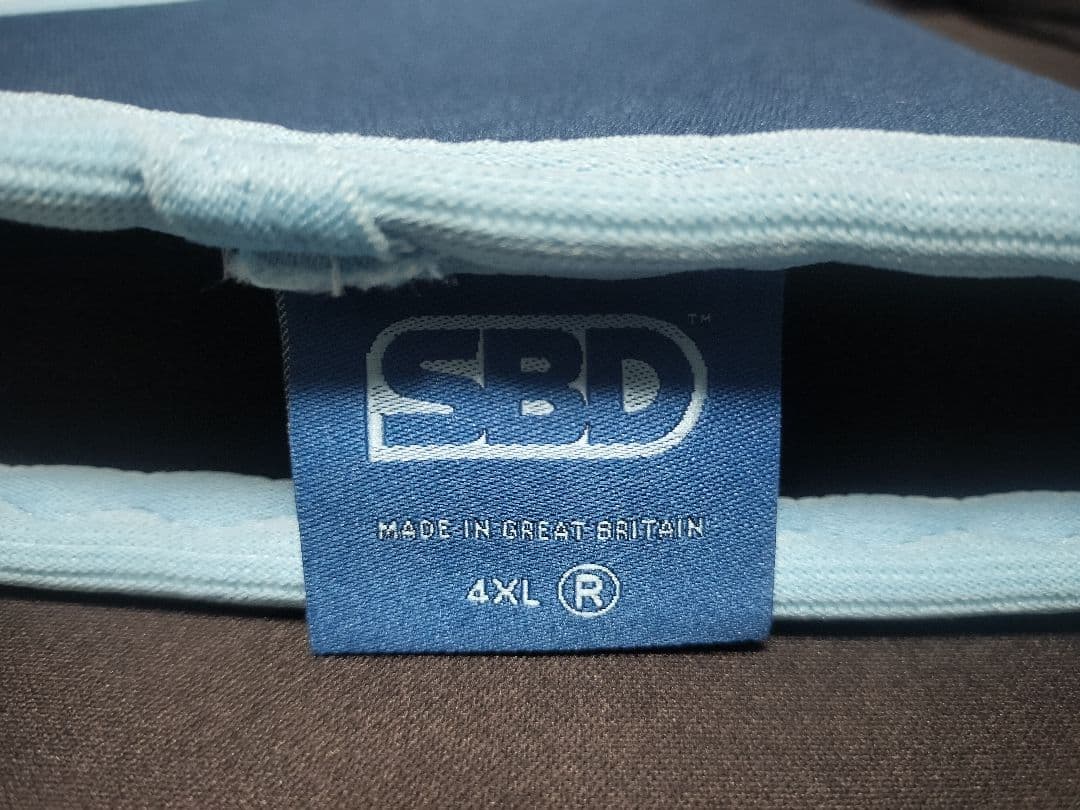 SBD™
MADE IN GREAT BRITAIN
4XL Ⓡ